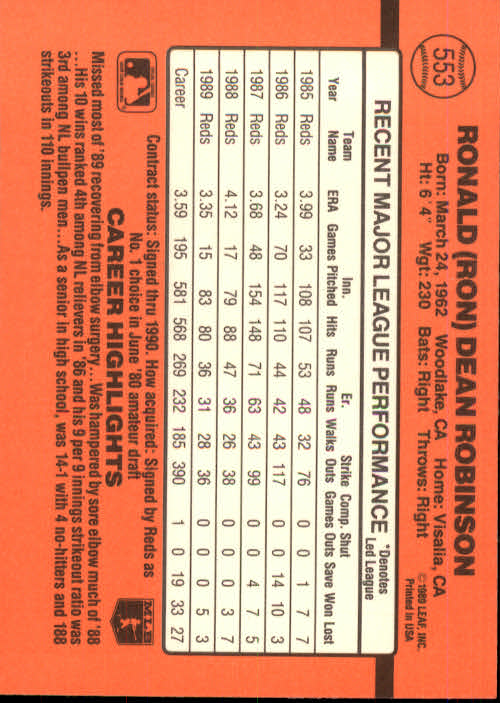 553
RONALD (RON) DEAN ROBINSON
Born: March 24, 1962 Woodlake, CA Home: Visalia, CA
Ht: 6' 4" Wgt: 230 Bats: Right Throws: Right
© 1989 LEAF, INC.
Printed in USA
RECENT MAJOR LEAGUE PERFORMANCE *Denotes Led League
Year Team Name ERA Games Inn. Pitched Hits Runs Er. Runs Walks Strike Outs Comp. Games Shut Outs Save Won Lost
1985 Reds 3.99 33 108 107 53 48 32 76 0 0 1 7 7
1986 Reds 3.24 70 117 110 44 42 43 117 0 0 14 10 3
1987 Reds 3.68 48 154 148 71 63 43 99 0 0 4 7 5
1988 Reds 4.12 17 79 88 47 36 26 38 0 0 0 3 7
1989 Reds 3.35 15 83 80 36 31 28 36 0 0 0 5 3
Career 3.59 195 581 568 269 232 185 390 1 0 19 33 27
Contract status: Signed thru 1990. How acquired: Signed by Reds as
No. 1 choice in June '80 amateur draft
MLB
CAREER HIGHLIGHTS
Missed most of '89 recovering from elbow surgery...Was hampered by sore elbow much of '88
...His 10 wins ranked 4th among NL relievers in '86 and his 9 per 9 innings strikeout ratio was
3rd among NL bullpen men...As a senior in high school, was 14-1 with 4 no-hitters and 188
strikeouts in 110 innings.